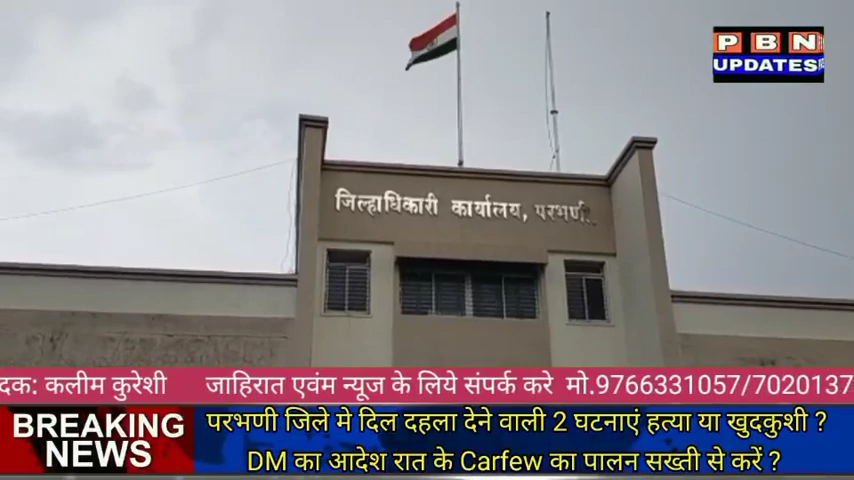 PBN
UPDATES
जिल्हाधिकारी कार्यालय, परभणी.
दक: कलीम कुरेशी जाहिरात एवंम न्यूज के लिये संपर्क करे मो.9766331057/7020137
BREAKING
NEWS
परभणी जिले मे दिल दहला देने वाली 2 घटनाएं हत्या या खुदकुशी ?
DM का आदेश रात के Carfew का पालन सख्ती से करें ?